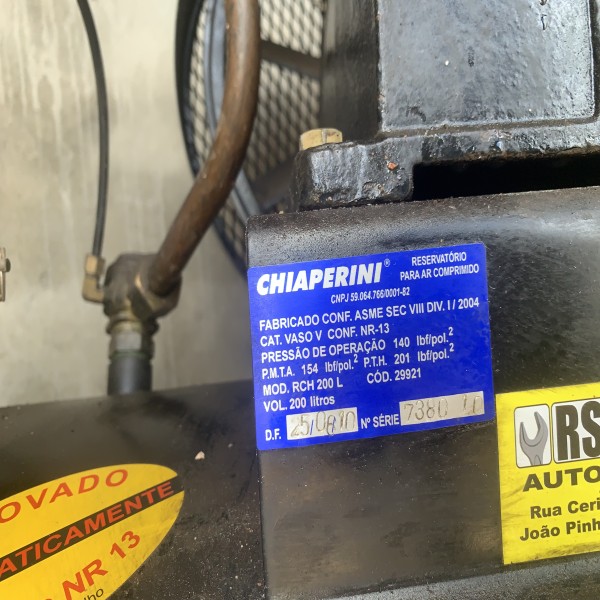 CHIAPERINI®
RESERVATÓRIO
PARA AR COMPRIMIDO
CNPJ 59.064.766/0001-82
FABRICADO CONF. ASME SEC VIII DIV. I / 2004
CAT. VASO V CONF. NR-13
PRESSÃO DE OPERAÇÃO 140 lbf/pol.²
P.M.T.A. 154 lbf/pol.² P.T.H. 201 lbf/pol.²
MOD. RCH 200 L CÓD. 29921
VOL. 200 litros
D.F. Nº SÉRIE
RS
AUTO
Rua Ceri
João Pinh
OVADO
ATICAMENTE
NR 13
lho